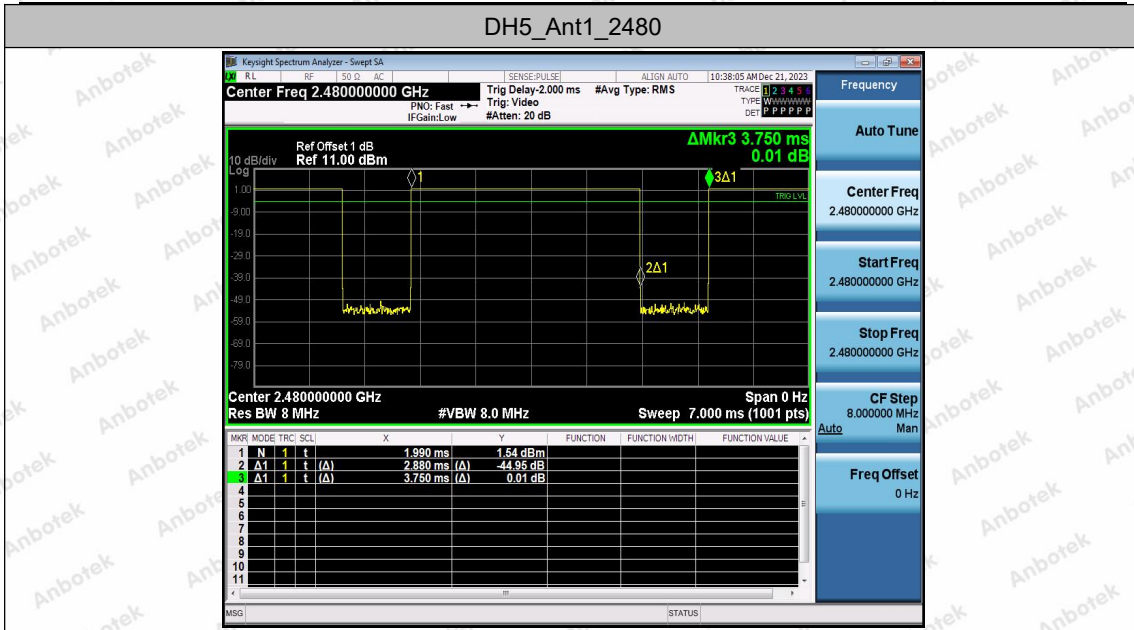 DH5_Ant1_2480
Keysight Spectrum Analyzer - Swept SA
LXI RL RF 50 Ω AC SENSE:PULSE ALIGN AUTO 10:38:05 AM Dec 21, 2023
Center Freq 2.480000000 GHz Trig Delay-2.000 ms #Avg Type: RMS TRACE 1 2 3 4 5 6
PNO: Fast Trig: Video TYPE WWWWWW
IFGain:Low #Atten: 20 dB DET P P P P P P
ΔMkr3 3.750 ms
0.01 dB
Ref Offset 1 dB
10 dB/div Ref 11.00 dBm
Log
1 3Δ1
1.00
TRIG LVL
-9.00
-19.0
-29.0
2Δ1
-39.0
-49.0
-59.0
-69.0
-79.0
Center 2.480000000 GHz Span 0 Hz
Res BW 8 MHz #VBW 8.0 MHz Sweep 7.000 ms (1001 pts)
MKR MODE TRC SCL X Y FUNCTION FUNCTION WIDTH FUNCTION VALUE
1 N 1 t 1.990 ms 1.54 dBm
2 Δ1 1 t (Δ) 2.880 ms (Δ) -44.95 dB
3 Δ1 1 t (Δ) 3.750 ms (Δ) 0.01 dB
4
5
6
7
8
9
10
11
MSG STATUS
Frequency
Auto Tune
Center Freq
2.480000000 GHz
Start Freq
2.480000000 GHz
Stop Freq
2.480000000 GHz
CF Step
8.000000 MHz
Auto Man
Freq Offset
0 Hz
Anbotek